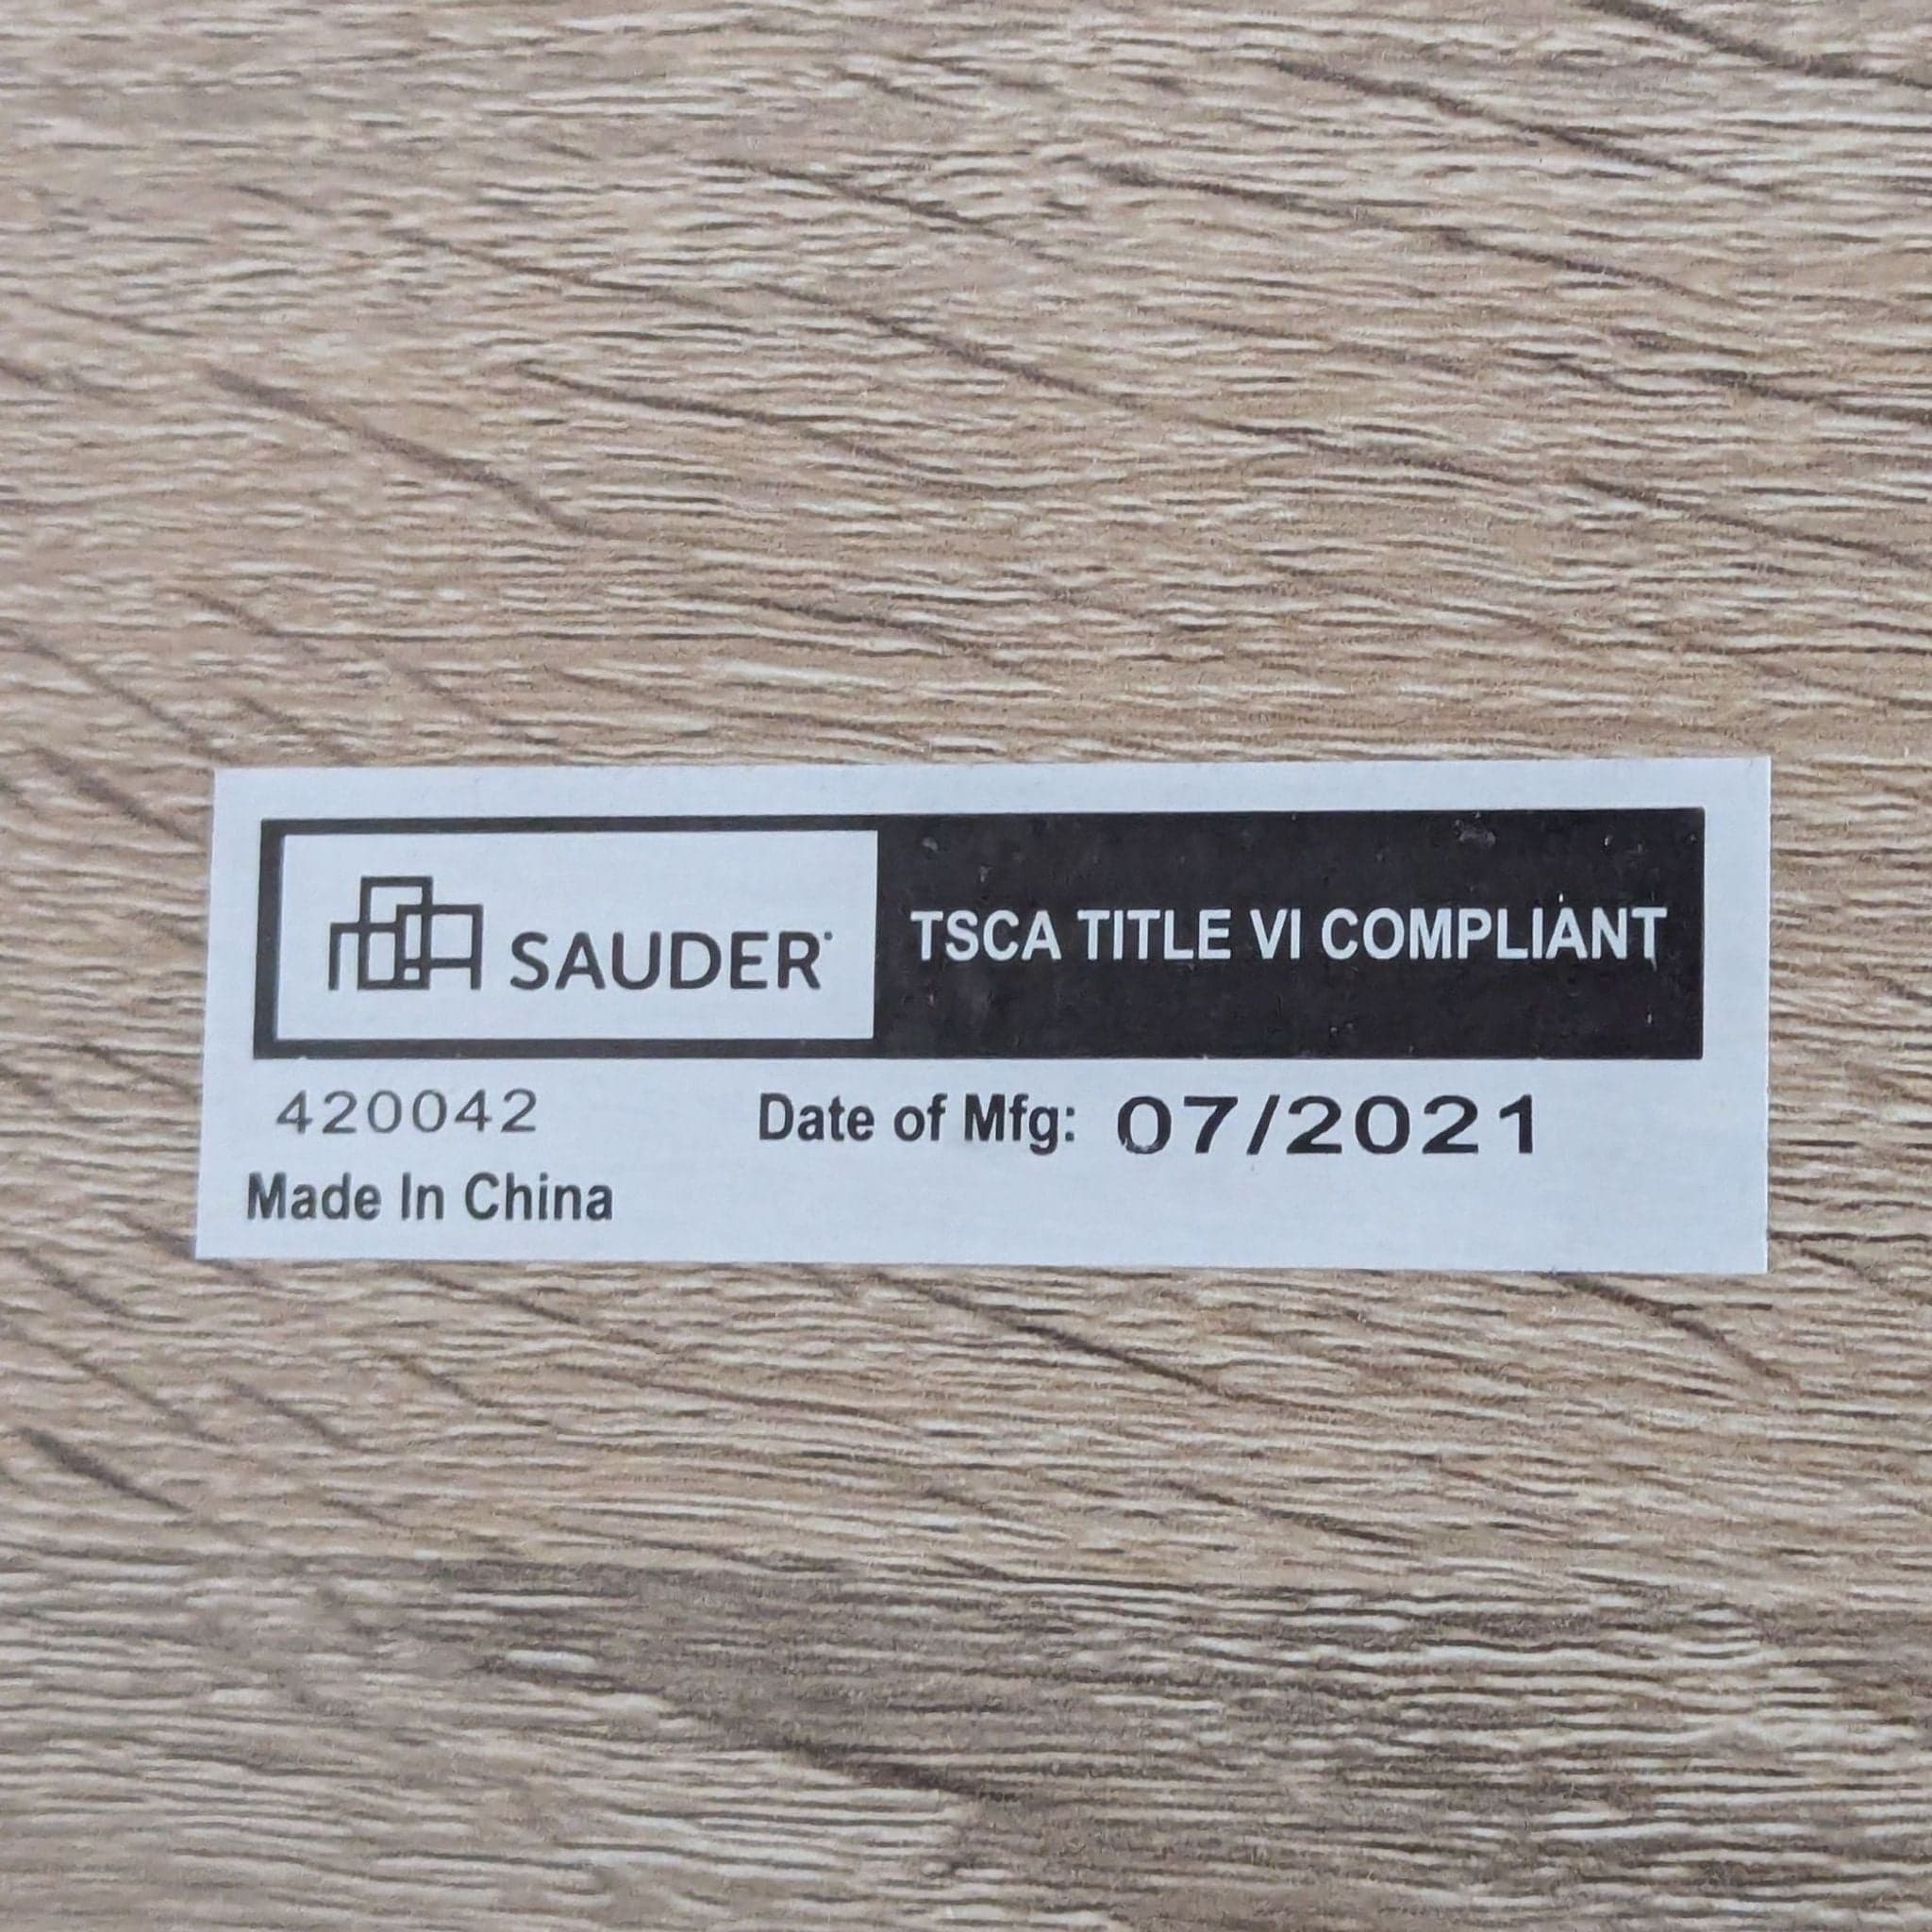 SAUDER
TSCA TITLE VI COMPLIANT
420042
Date of Mfg: 07/2021
Made In China